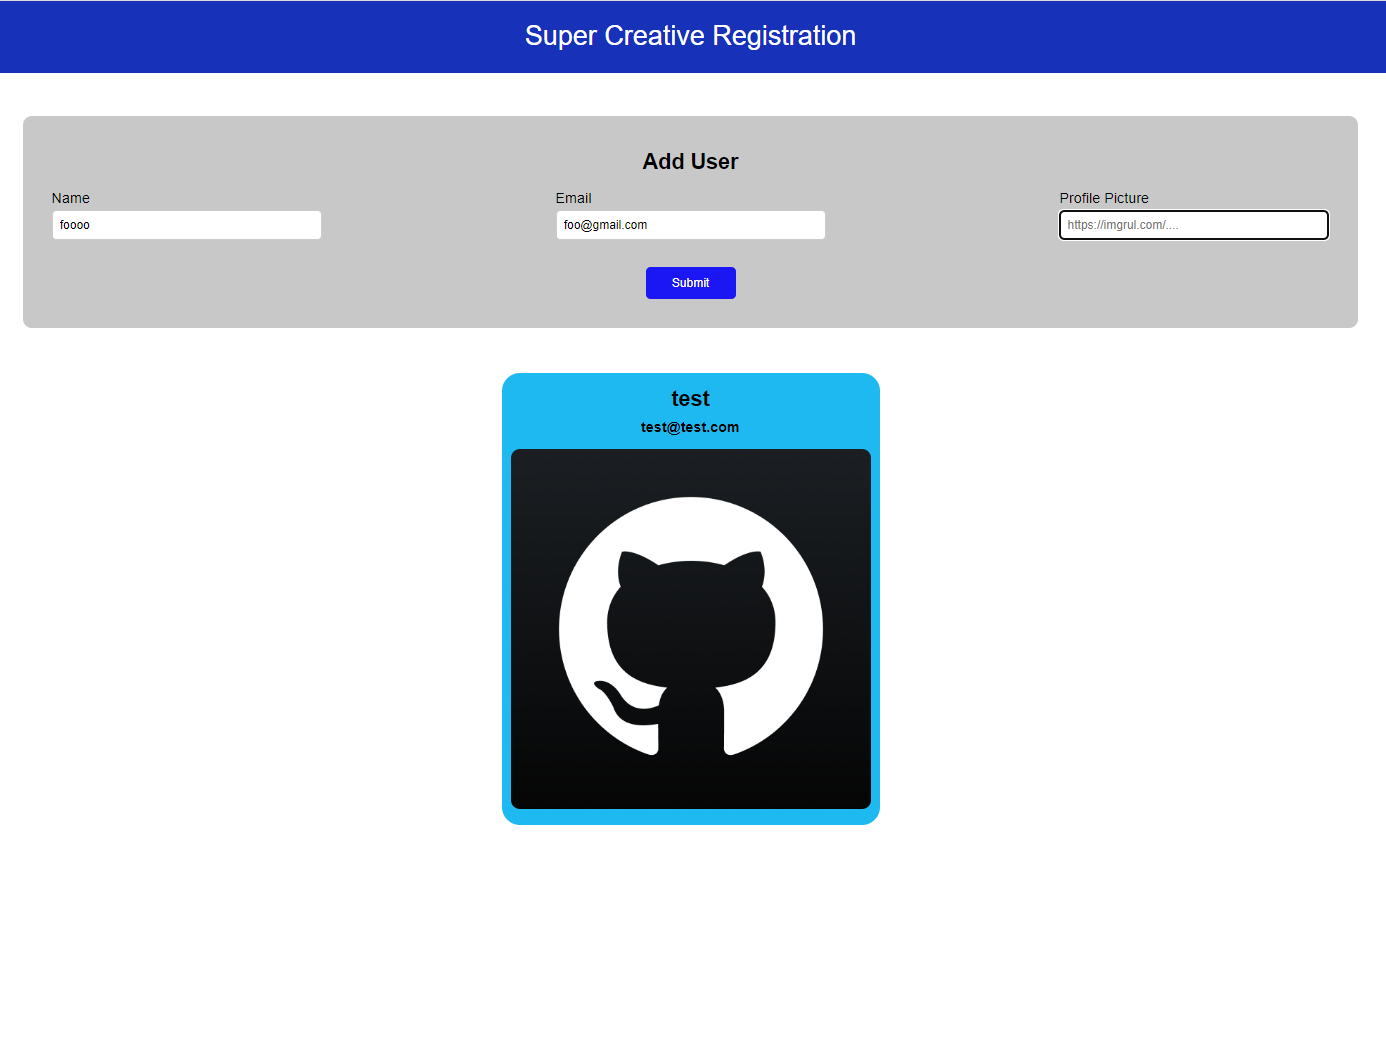 Super Creative Registration
Add User
Name
Email
Profile Picture
foooo
foo@gmail.com
https://imgrul.com/....
Submit
test
test@test.com